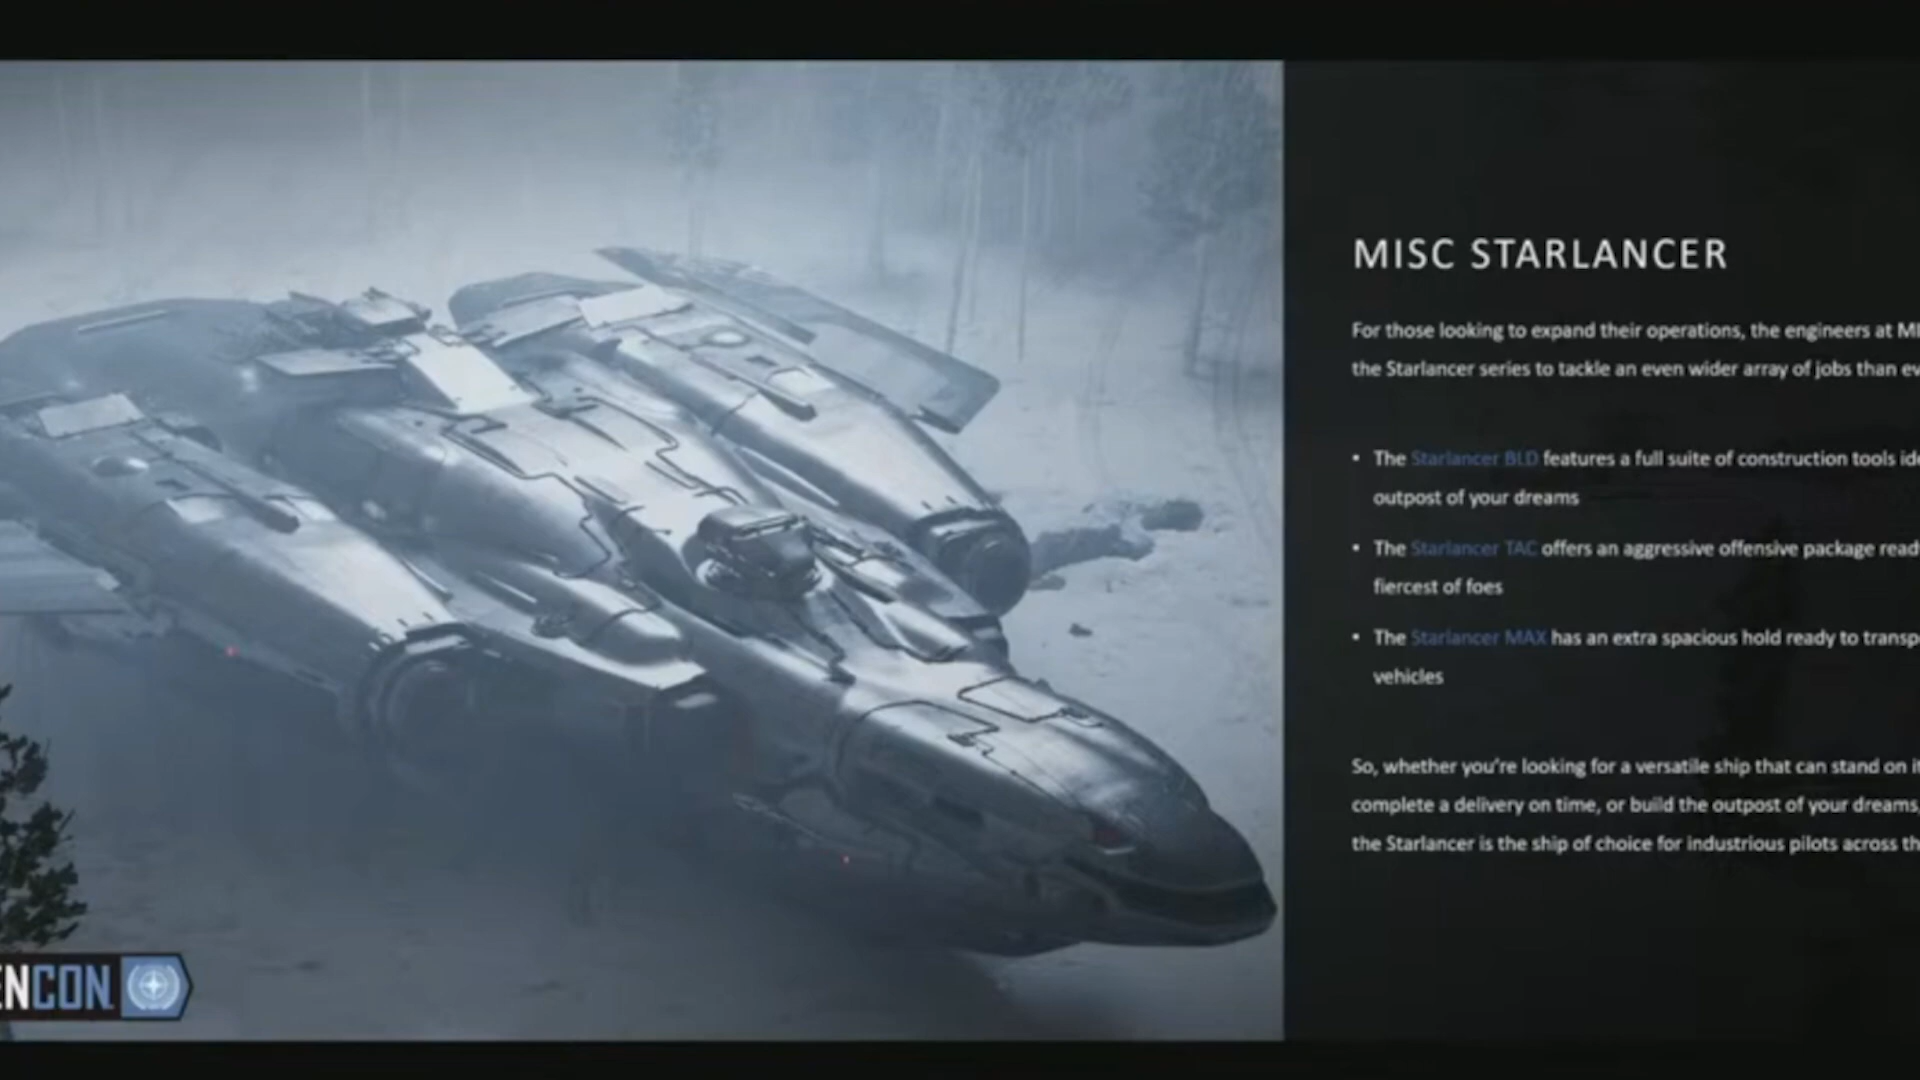 MISC STARLANCER
For those looking to expand their operations, the engineers at
the Starlancer series to tackle an even wider array of jobs than
• The Starlancer BLD features a full suite of construction tools
outpost of your dreams
• The Starlancer TAC offers an aggressive offensive package
fiercest of foes
• The Starlancer MAX has an extra spacious hold ready to
vehicles
So, whether you're looking for a versatile ship that can stand on
complete a delivery on time, or build the outpost of your dreams,
the Starlancer is the ship of choice for industrious pilots across
ENCON